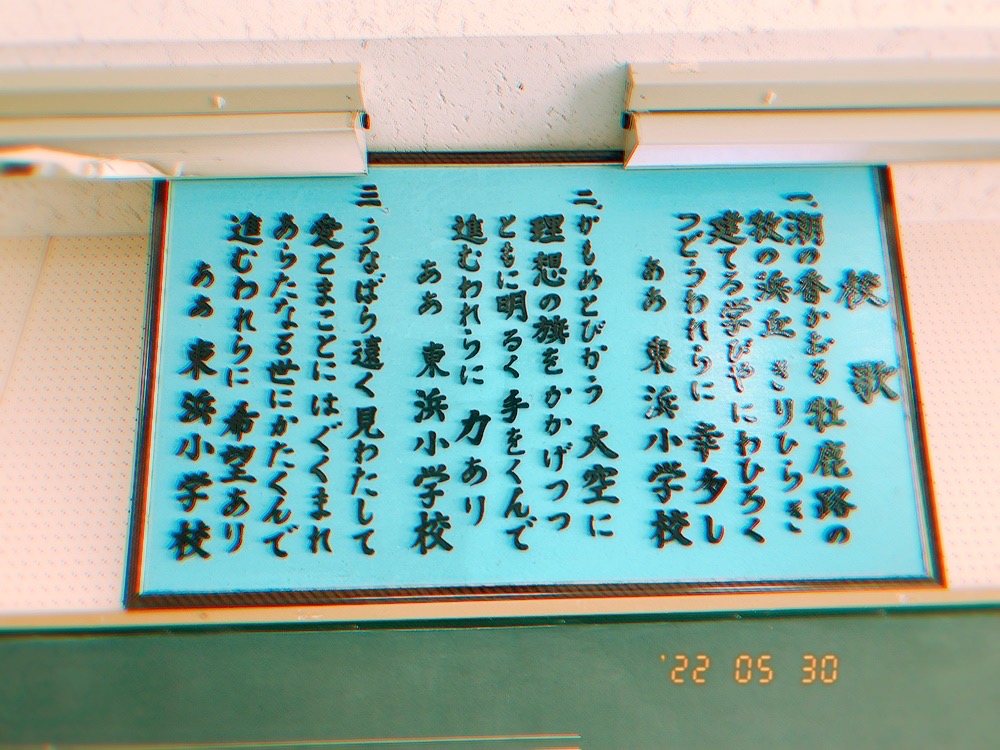 校歌
一 潮の香かおる 牡鹿路の
牧の浜丘 きりひらき
建てる学びや にわひろく
つどうわれらに 幸多し
ああ 東浜小学校
二 かもめとびかう 大空に
理想の旗を かかげつつ
ともに明るく 手をくんで
進むわれらに 力あり
ああ 東浜小学校
三 うなばら遠く 見わたして
愛とまことに はぐくまれ
あらたなる世に かたくんで
進むわれらに 希望あり
ああ 東浜小学校
'22 05 30